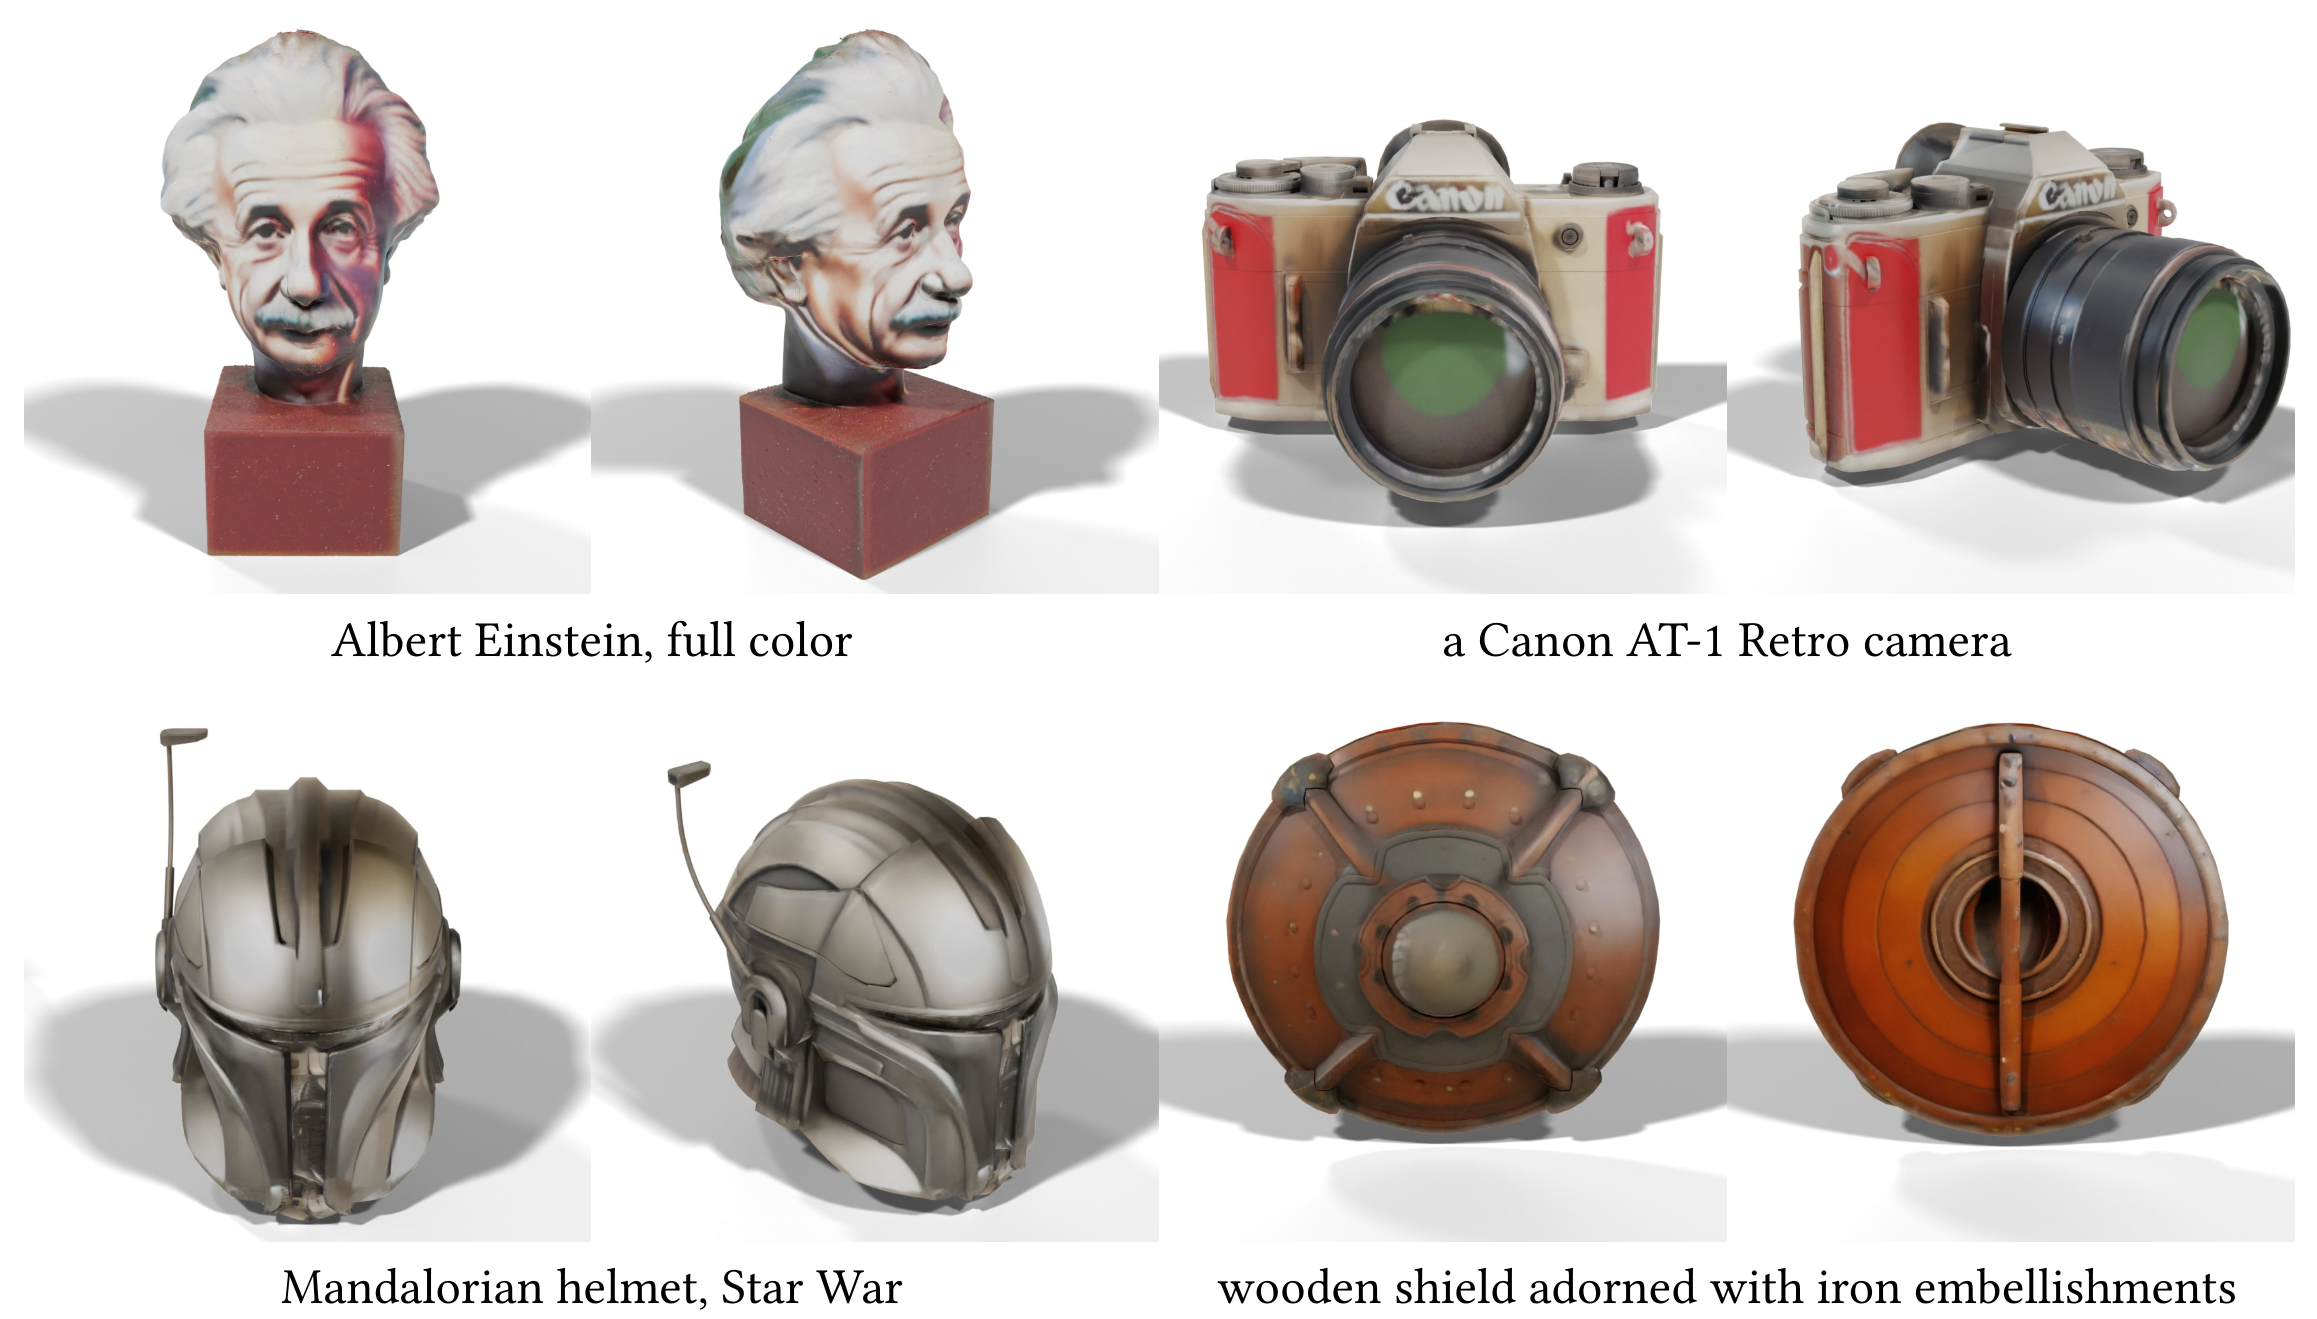 Canon
Canon
Albert Einstein, full color
a Canon AT-1 Retro camera
Mandalorian helmet, Star War
wooden shield adorned with iron embellishments